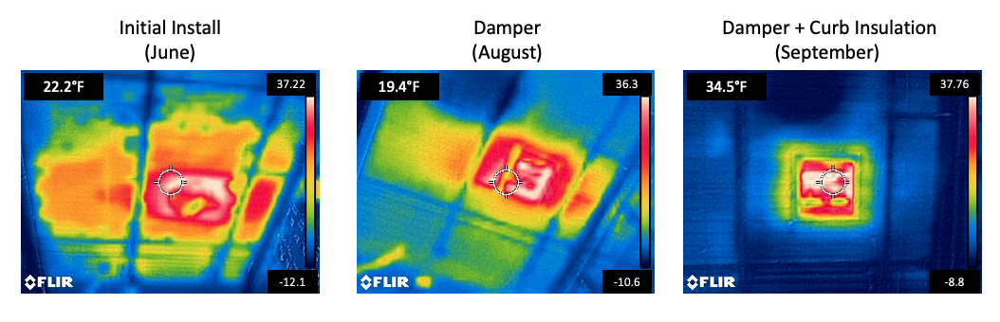 Initial Install
(June)
22.2°F
37.22
-12.1
FLIR
Damper
(August)
19.4°F
36.3
-10.6
FLIR
Damper + Curb Insulation
(September)
34.5°F
37.76
-8.8
FLIR